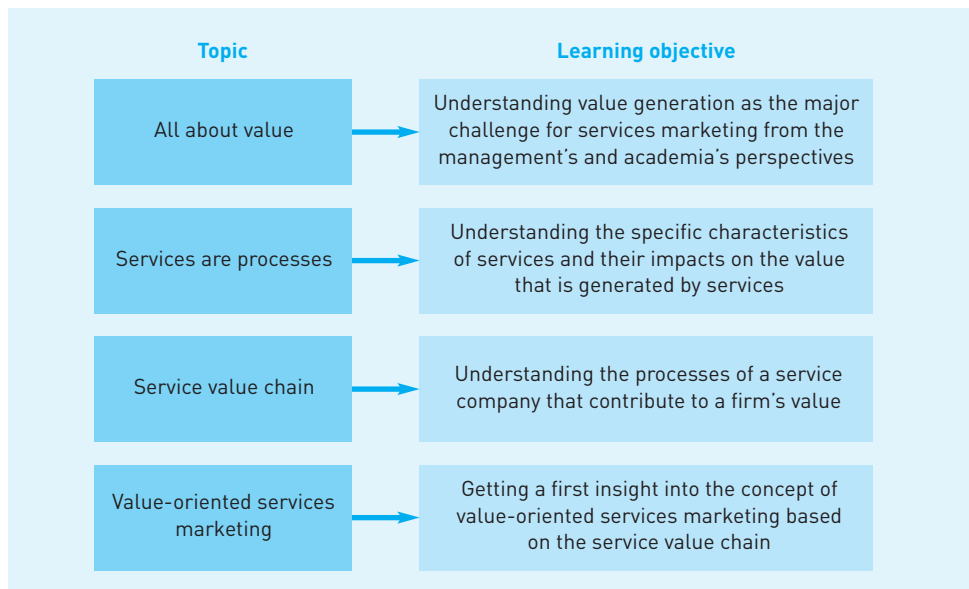 Topic
Learning objective
All about value
Understanding value generation as the major
challenge for services marketing from the
management’s and academia’s perspectives
Services are processes
Understanding the specific characteristics
of services and their impacts on the value
that is generated by services
Service value chain
Understanding the processes of a service
company that contribute to a firm’s value
Value-oriented services
marketing
Getting a first insight into the concept of
value-oriented services marketing based
on the service value chain